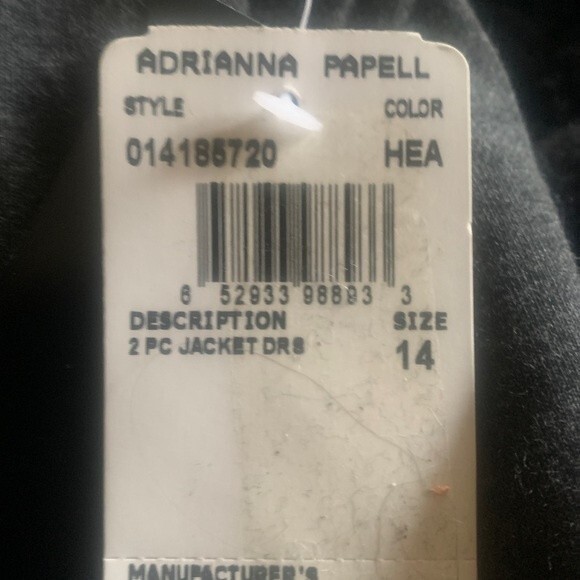 ADRIANNA PAPELL
STYLE COLOR
014185720 HEA
6 52933 98893 3
DESCRIPTION SIZE
2 PC JACKET DRS 14
MANUFACTURER'S